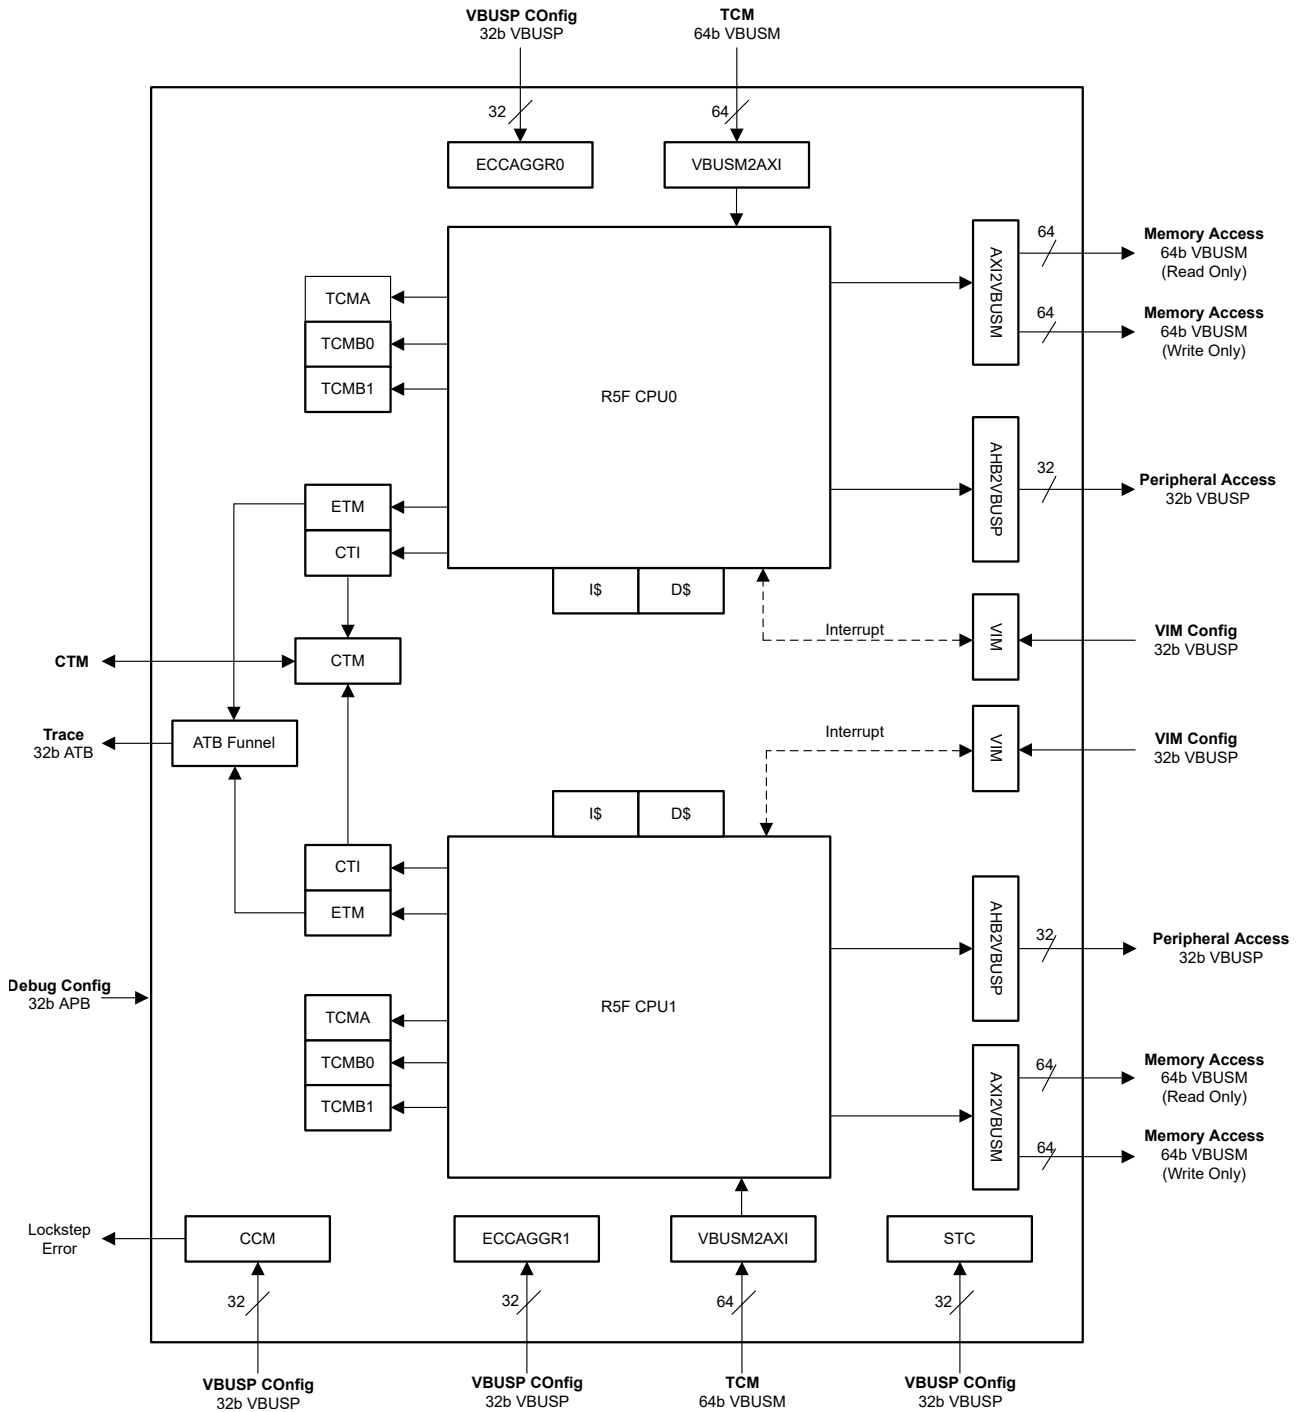 VBUSP COnfig
32b VBUSP
TCM
64b VBUSM
32
64
ECCAGGR0
VBUSM2AXI
TCMA
TCMB0
TCMB1
R5F CPU0
AXI2VBUSM
64
Memory Access
64b VBUSM
(Read Only)
64
Memory Access
64b VBUSM
(Write Only)
ETM
CTI
AHB2VBUSP
32
Peripheral Access
32b VBUSP
I$
D$
Interrupt
VIM
VIM Config
32b VBUSP
CTM
CTM
Trace
32b ATB
ATB Funnel
Interrupt
VIM
VIM Config
32b VBUSP
I$
D$
CTI
ETM
AHB2VBUSP
32
Peripheral Access
32b VBUSP
Debug Config
32b APB
TCMA
TCMB0
TCMB1
R5F CPU1
AXI2VBUSM
64
Memory Access
64b VBUSM
(Read Only)
64
Memory Access
64b VBUSM
(Write Only)
Lockstep
Error
CCM
ECCAGGR1
VBUSM2AXI
STC
32
32
64
32
VBUSP COnfig
32b VBUSP
VBUSP COnfig
32b VBUSP
TCM
64b VBUSM
VBUSP COnfig
32b VBUSP